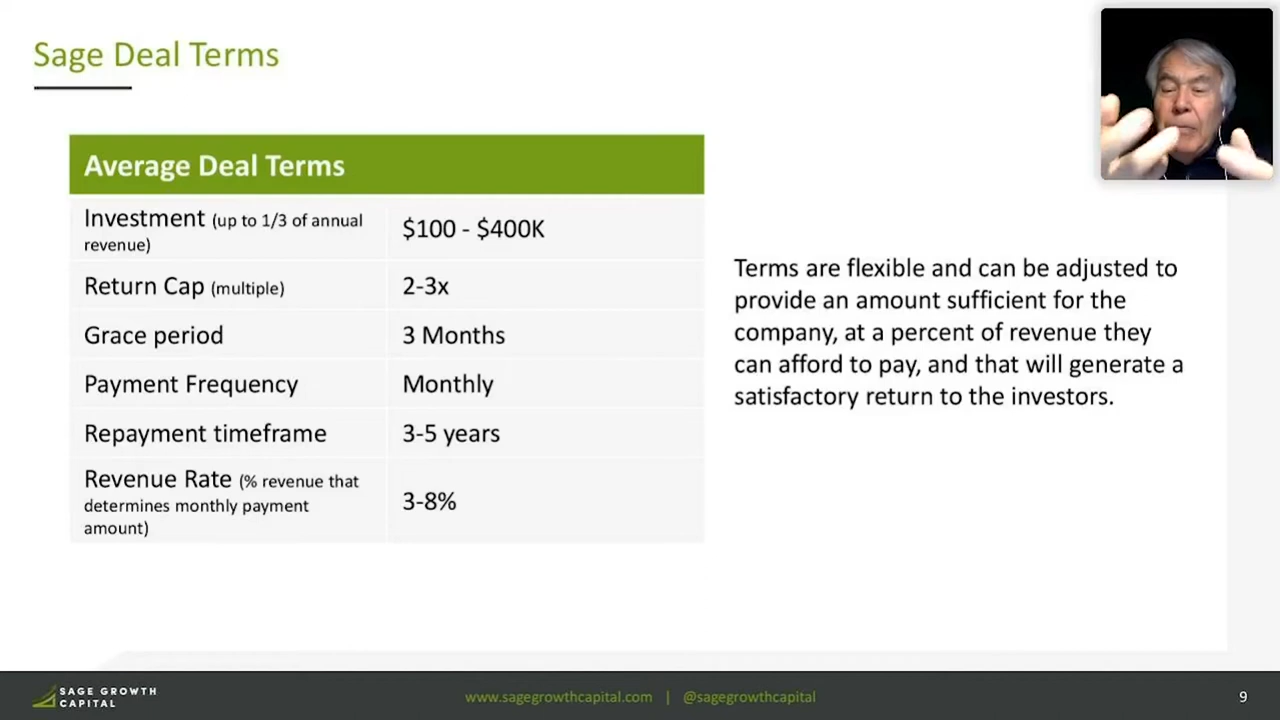 Sage Deal Terms
Average Deal Terms
Investment (up to 1/3 of annual
revenue)
$100 - $400K
Return Cap (multiple)
2-3x
Grace period
3 Months
Payment Frequency
Monthly
Repayment timeframe
3-5 years
Revenue Rate (% revenue that
determines monthly payment
amount)
3-8%
Terms are flexible and can be adjusted to
provide an amount sufficient for the
company, at a percent of revenue they
can afford to pay, and that will generate a
satisfactory return to the investors.
SAGE GROWTH
CAPITAL
www.sagegrowthcapital.com | @sagegrowthcapital
9